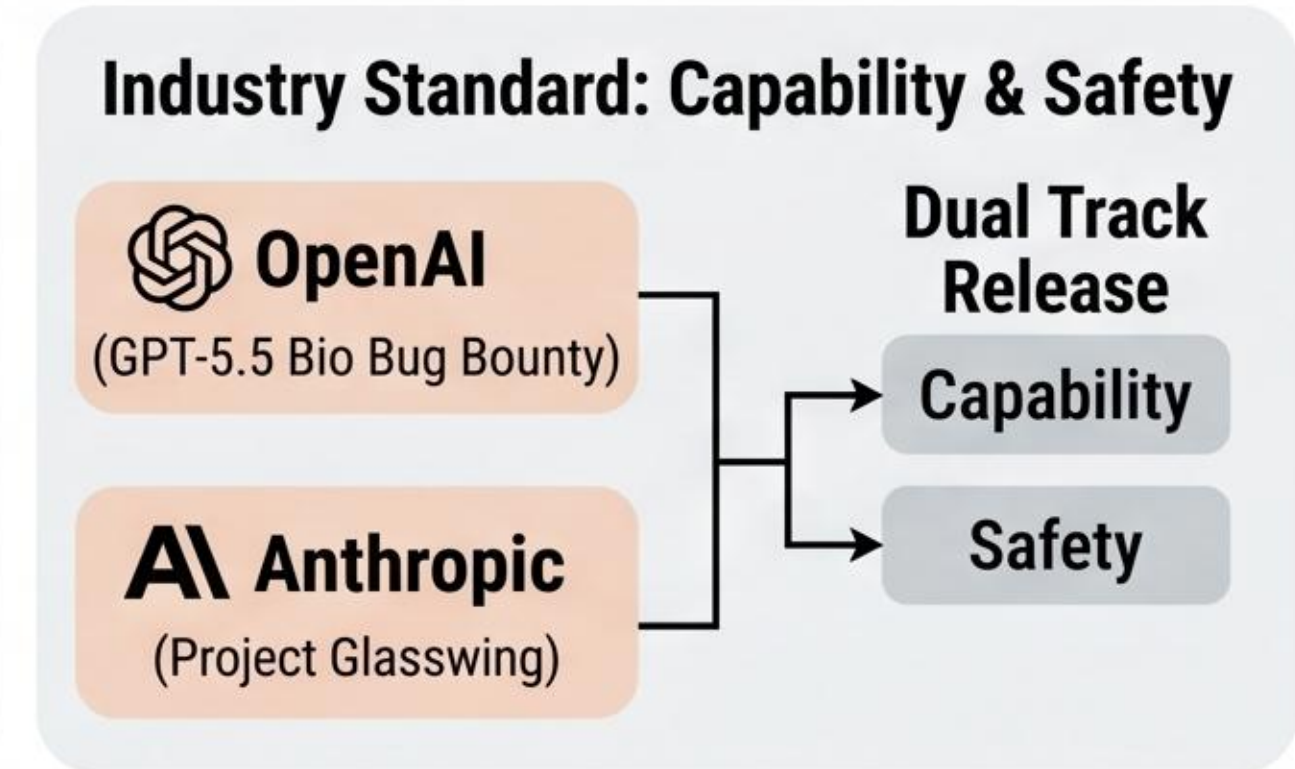 Industry Standard: Capability & Safety
OpenAI
(GPT-5.5 Bio Bug Bounty)
Anthropic
(Project Glasswing)
Dual Track
Release
Capability
Safety